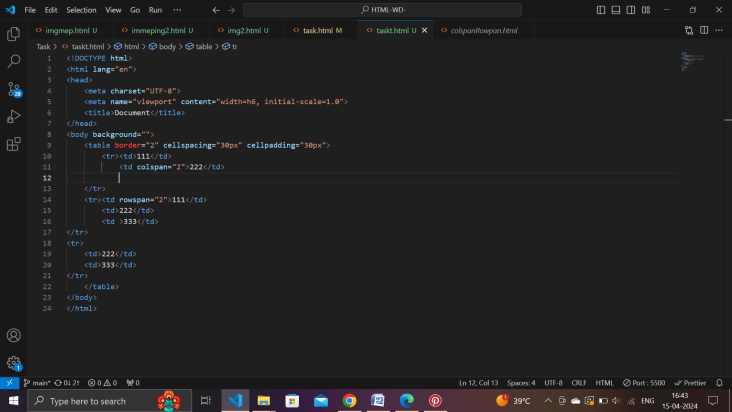 File Edit Selection View Go Run ··· HTML-WD-
imgmep.html U immeping2.html U img2.html U task.html M taskt.html U colspanRowpan.html
Task > taskt.html > html > body > table > tr
1 <!DOCTYPE html>
2 <html lang="en">
3 <head>
4 <meta charset="UTF-8">
5 <meta name="viewport" content="width=h6, initial-scale=1.0">
6 <title>Document</title>
7 </head>
8 <body background="">
9 <table border="2" cellspacing="30px" cellpadding="30px">
10 <tr><td>111</td>
11 <td colspan="2">222</td>
12
13 </tr>
14 <tr><td rowspan="2">111</td>
15 <td>222</td>
16 <td >333</td>
17 </tr>
18 <tr>
19 <td>222</td>
20 <td>333</td>
21 </tr>
22 </table>
23 </body>
24 </html>
28
1
main* 0↓ 2↑ 0 0 0 Ln 12, Col 13 Spaces: 4 UTF-8 CRLF HTML Port : 5500 Prettier
Type here to search 39°C ENG 16:43
15-04-2024